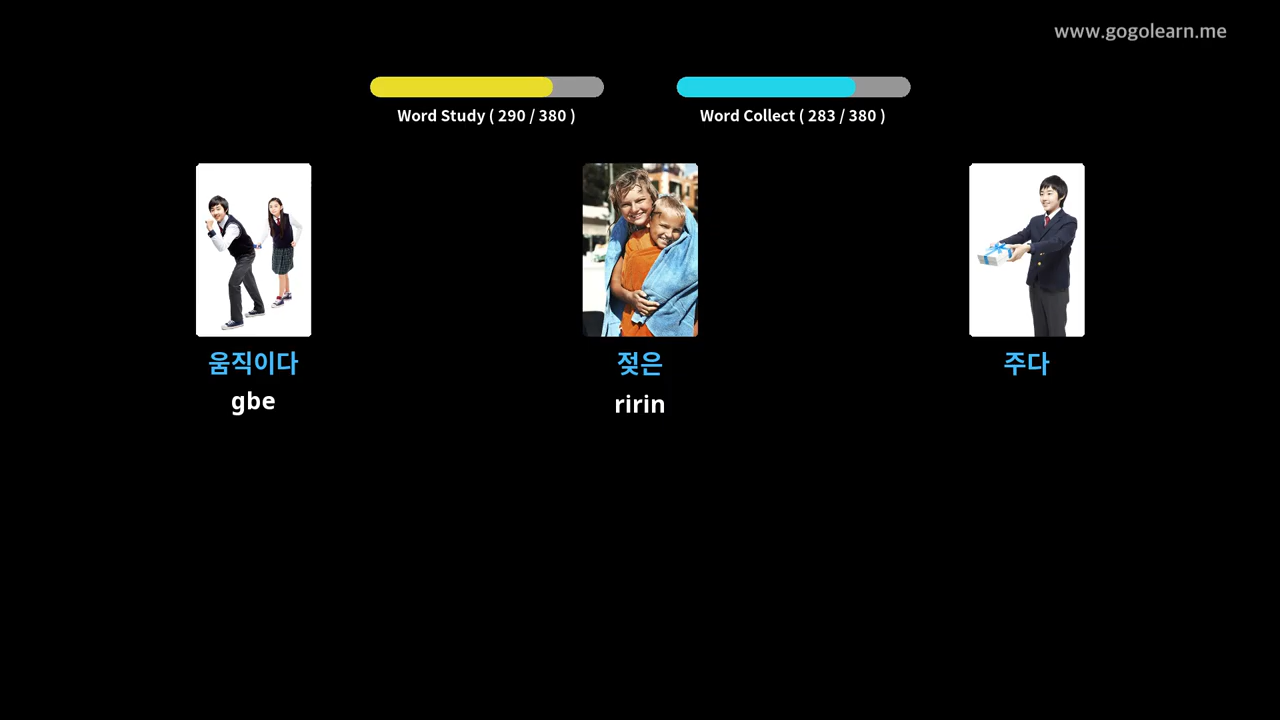 www.gogolearn.me
Word Study ( 290 / 380 )
Word Collect ( 283 / 380 )
움직이다
젖은
주다
gbe
ririn